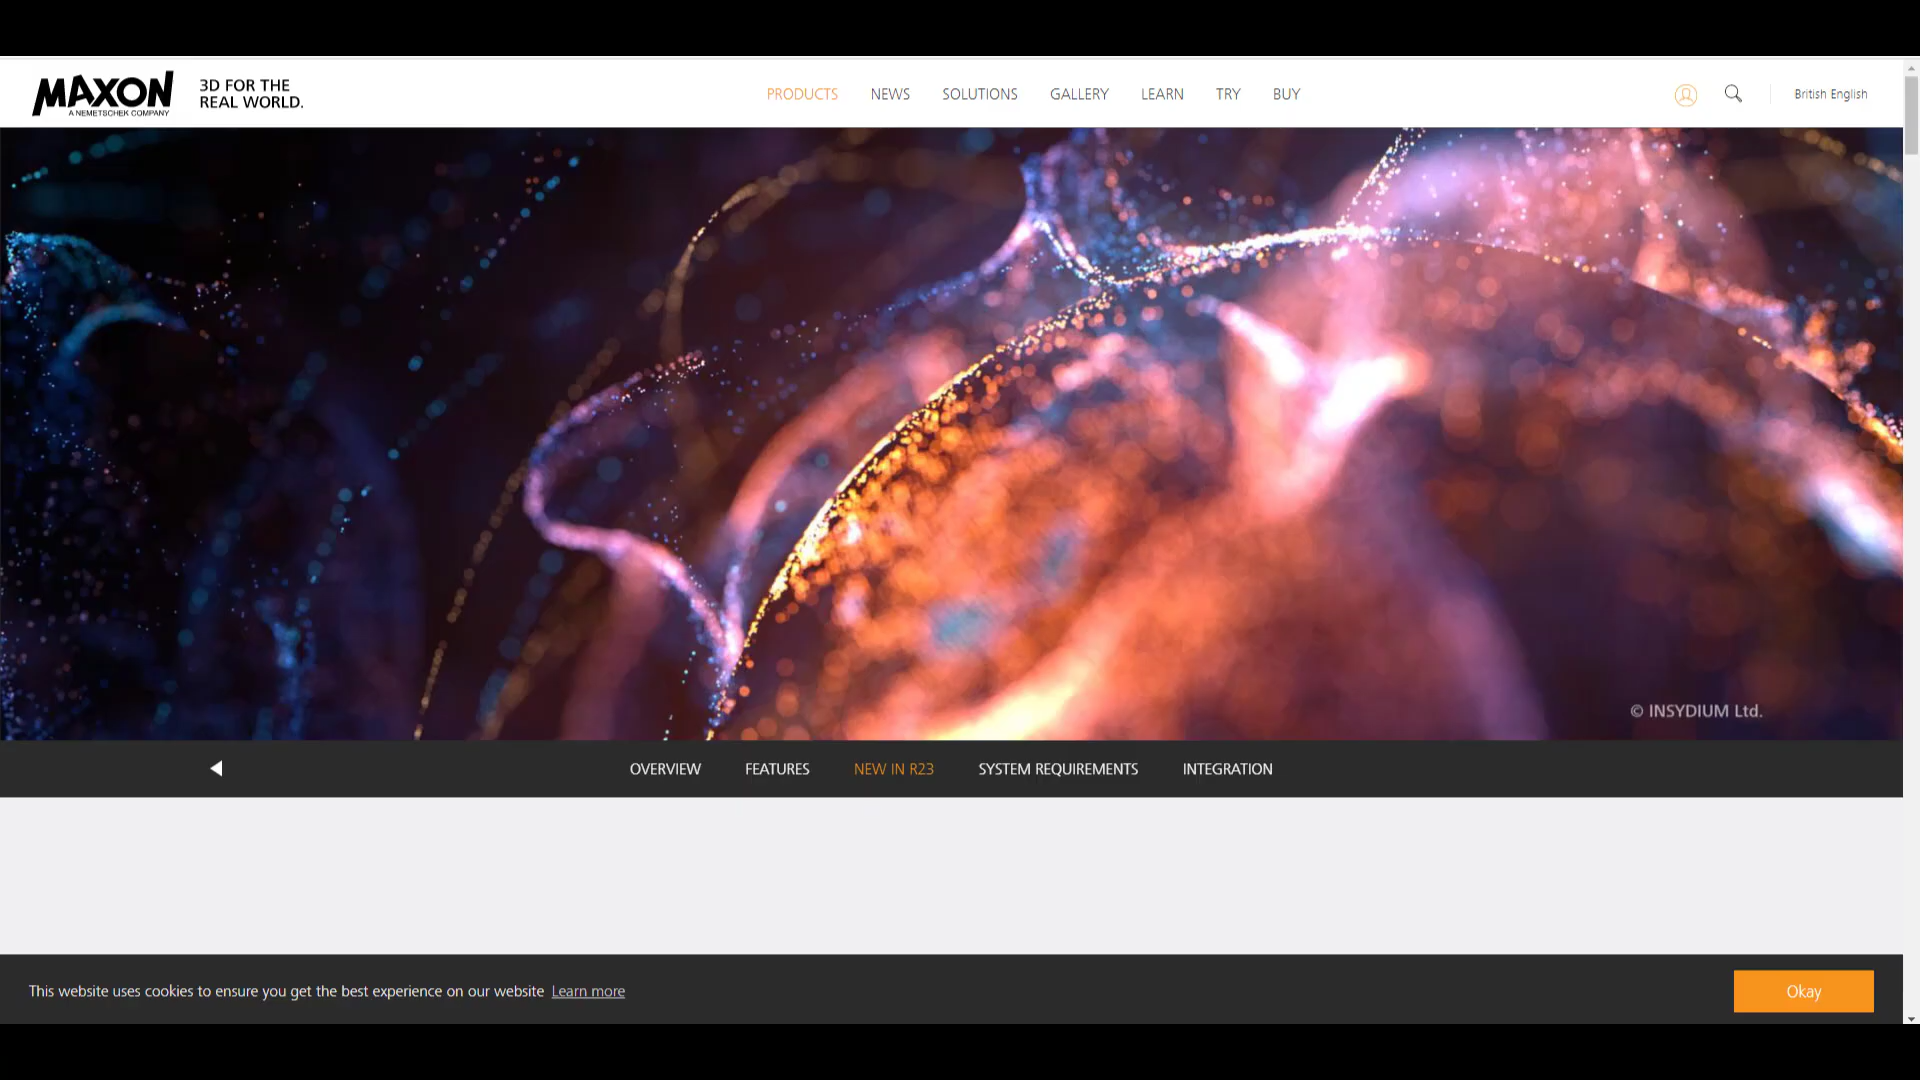 MAXON
A NEMETSCHEK COMPANY
3D FOR THE
REAL WORLD.
PRODUCTS NEWS SOLUTIONS GALLERY LEARN TRY BUY
British English
© INSYDIUM Ltd.
OVERVIEW FEATURES NEW IN R23 SYSTEM REQUIREMENTS INTEGRATION
This website uses cookies to ensure you get the best experience on our website Learn more
Okay